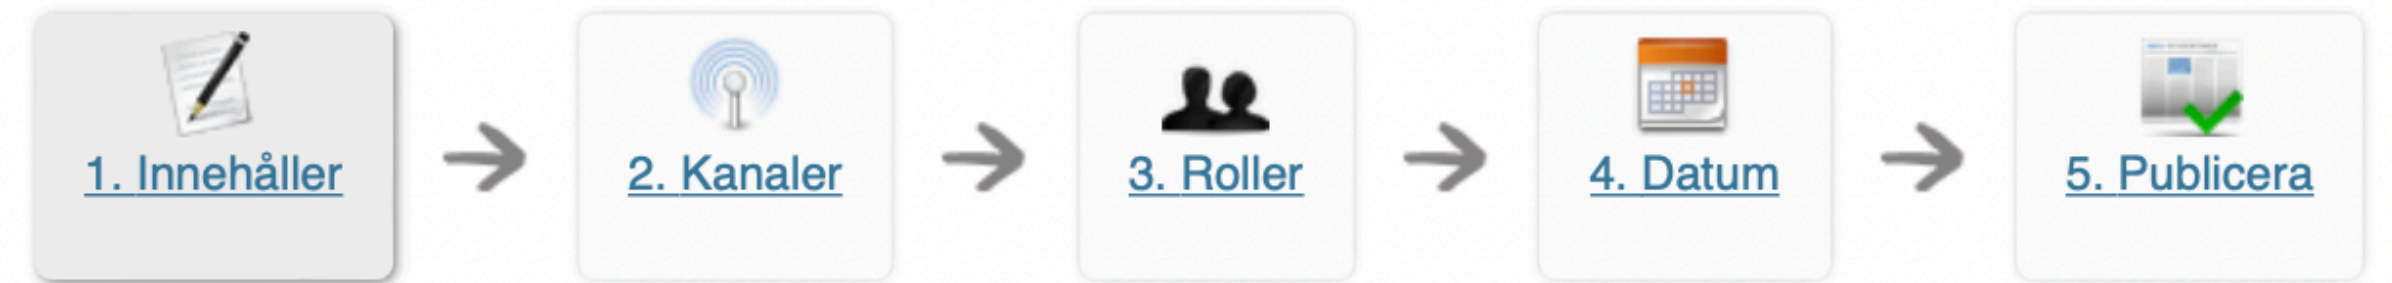 1. Innehåller
2. Kanaler
3. Roller
4. Datum
5. Publicera